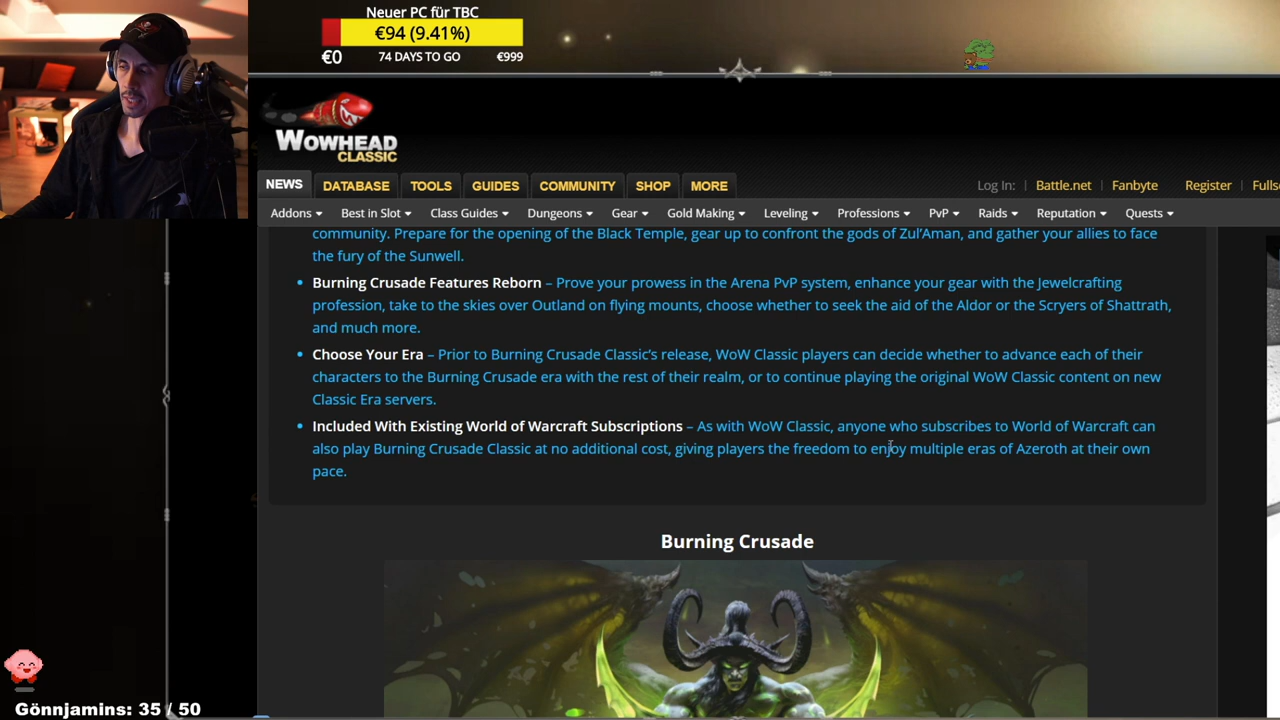 Neuer PC für TBC
€94 (9.41%)
€0 74 DAYS TO GO €999
WOWHEAD
CLASSIC
NEWS DATABASE TOOLS GUIDES COMMUNITY SHOP MORE
Log In: | Battle.net | Fanbyte Register | Fulls
Addons Best in Slot Class Guides Dungeons Gear Gold Making Leveling Professions PvP Raids Reputation Quests
community. Prepare for the opening of the Black Temple, gear up to confront the gods of Zul'Aman, and gather your allies to face
the fury of the Sunwell.
• Burning Crusade Features Reborn – Prove your prowess in the Arena PvP system, enhance your gear with the Jewelcrafting
profession, take to the skies over Outland on flying mounts, choose whether to seek the aid of the Aldor or the Scryers of Shattrath,
and much more.
• Choose Your Era – Prior to Burning Crusade Classic's release, WoW Classic players can decide whether to advance each of their
characters to the Burning Crusade era with the rest of their realm, or to continue playing the original WoW Classic content on new
Classic Era servers.
• Included With Existing World of Warcraft Subscriptions – As with WoW Classic, anyone who subscribes to World of Warcraft can
also play Burning Crusade Classic at no additional cost, giving players the freedom to enjoy multiple eras of Azeroth at their own
pace.
Burning Crusade
Gönnjamins: 35 / 50